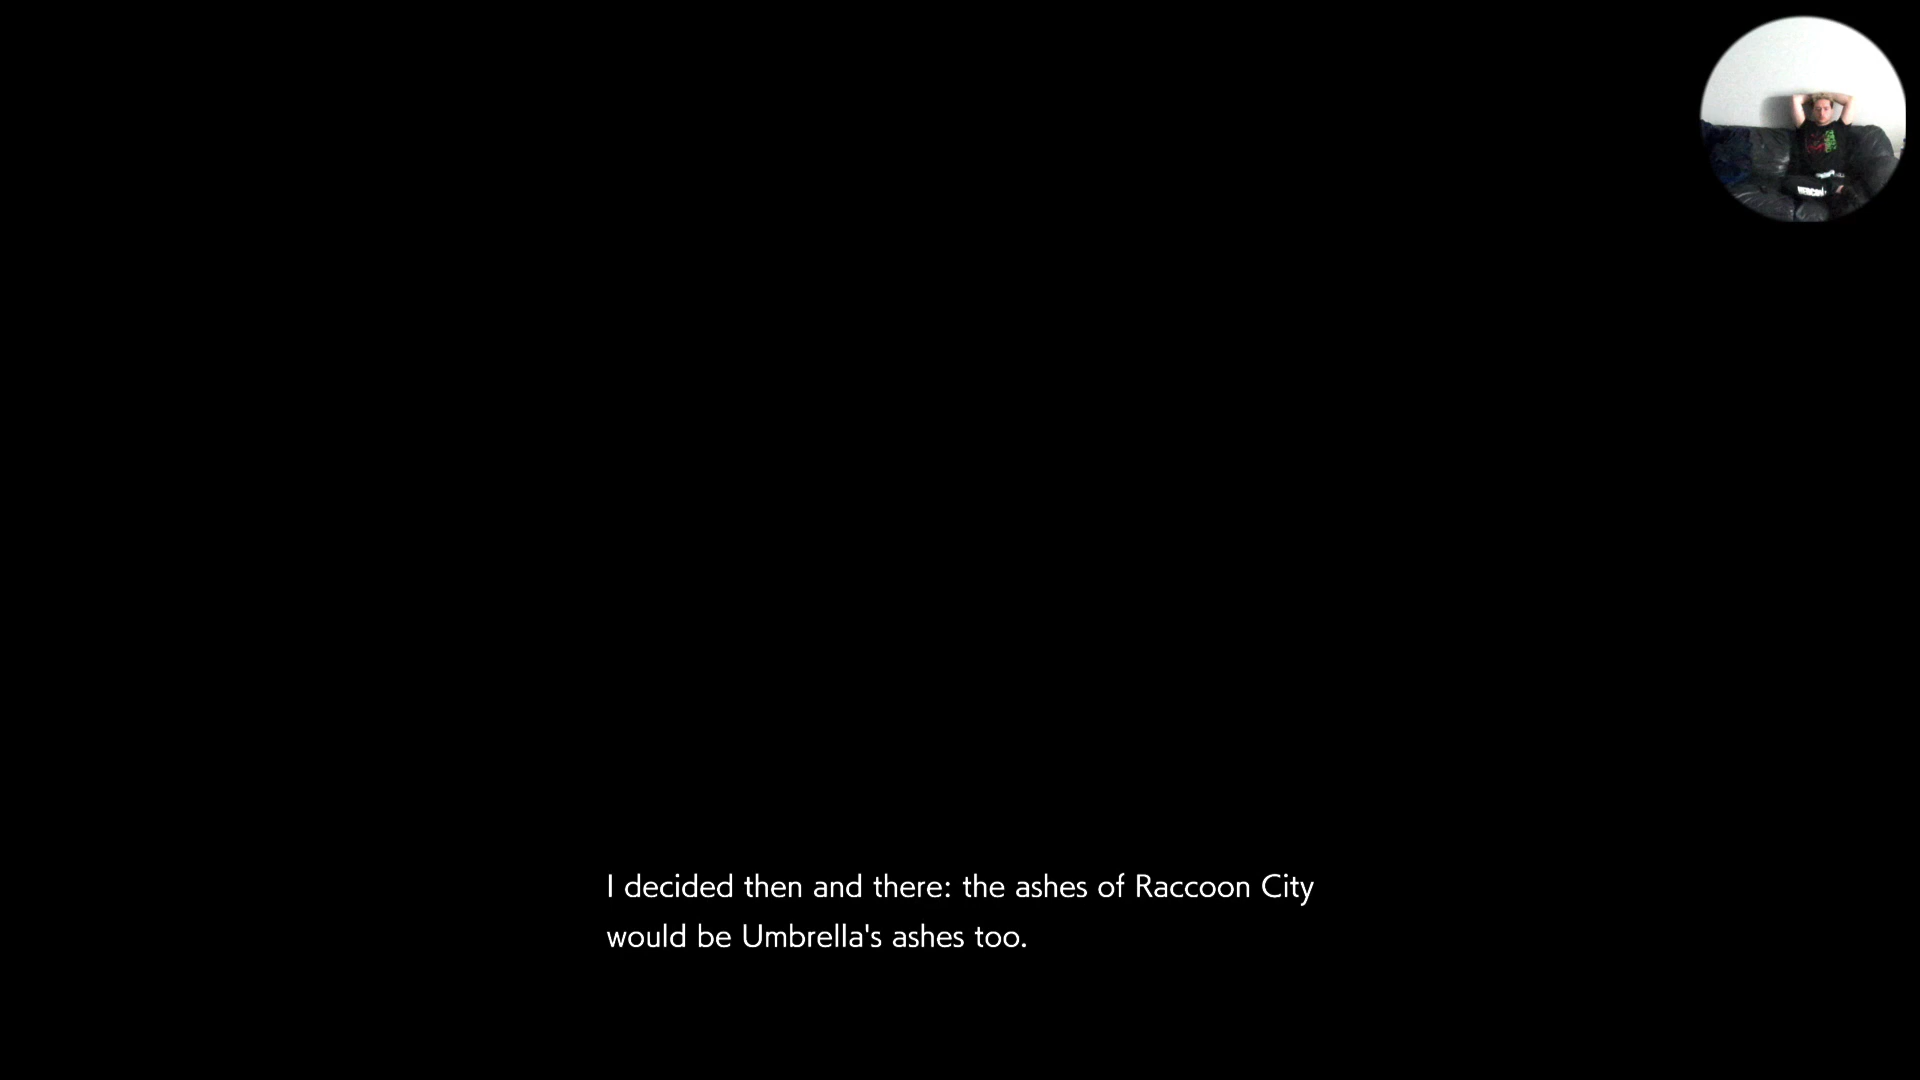 I decided then and there: the ashes of Raccoon City
would be Umbrella's ashes too.